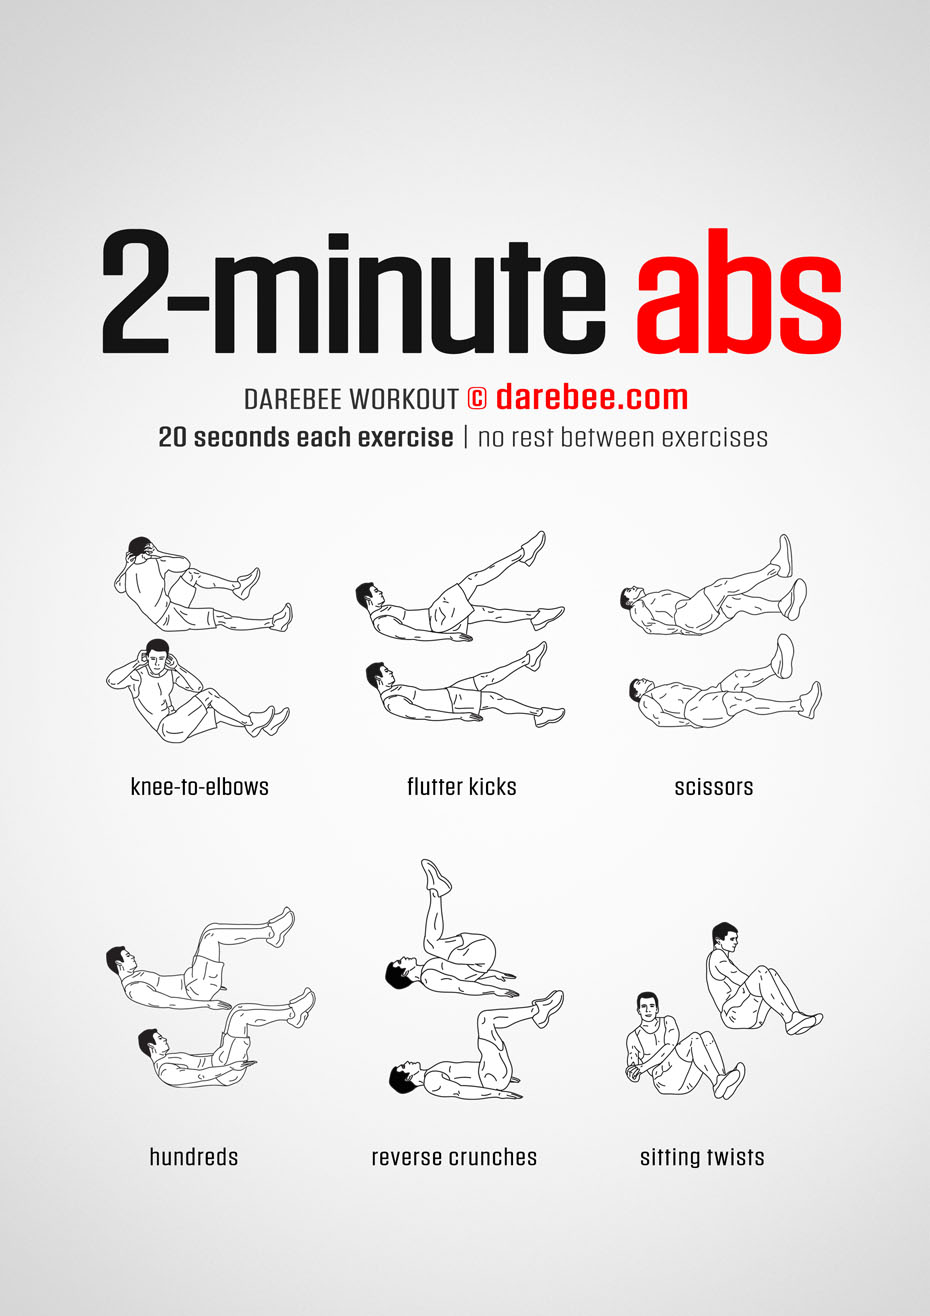 2-minute abs
DAREBEE WORKOUT © darebee.com
20 seconds each exercise | no rest between exercises
knee-to-elbows
flutter kicks
scissors
hundreds
reverse crunches
sitting twists